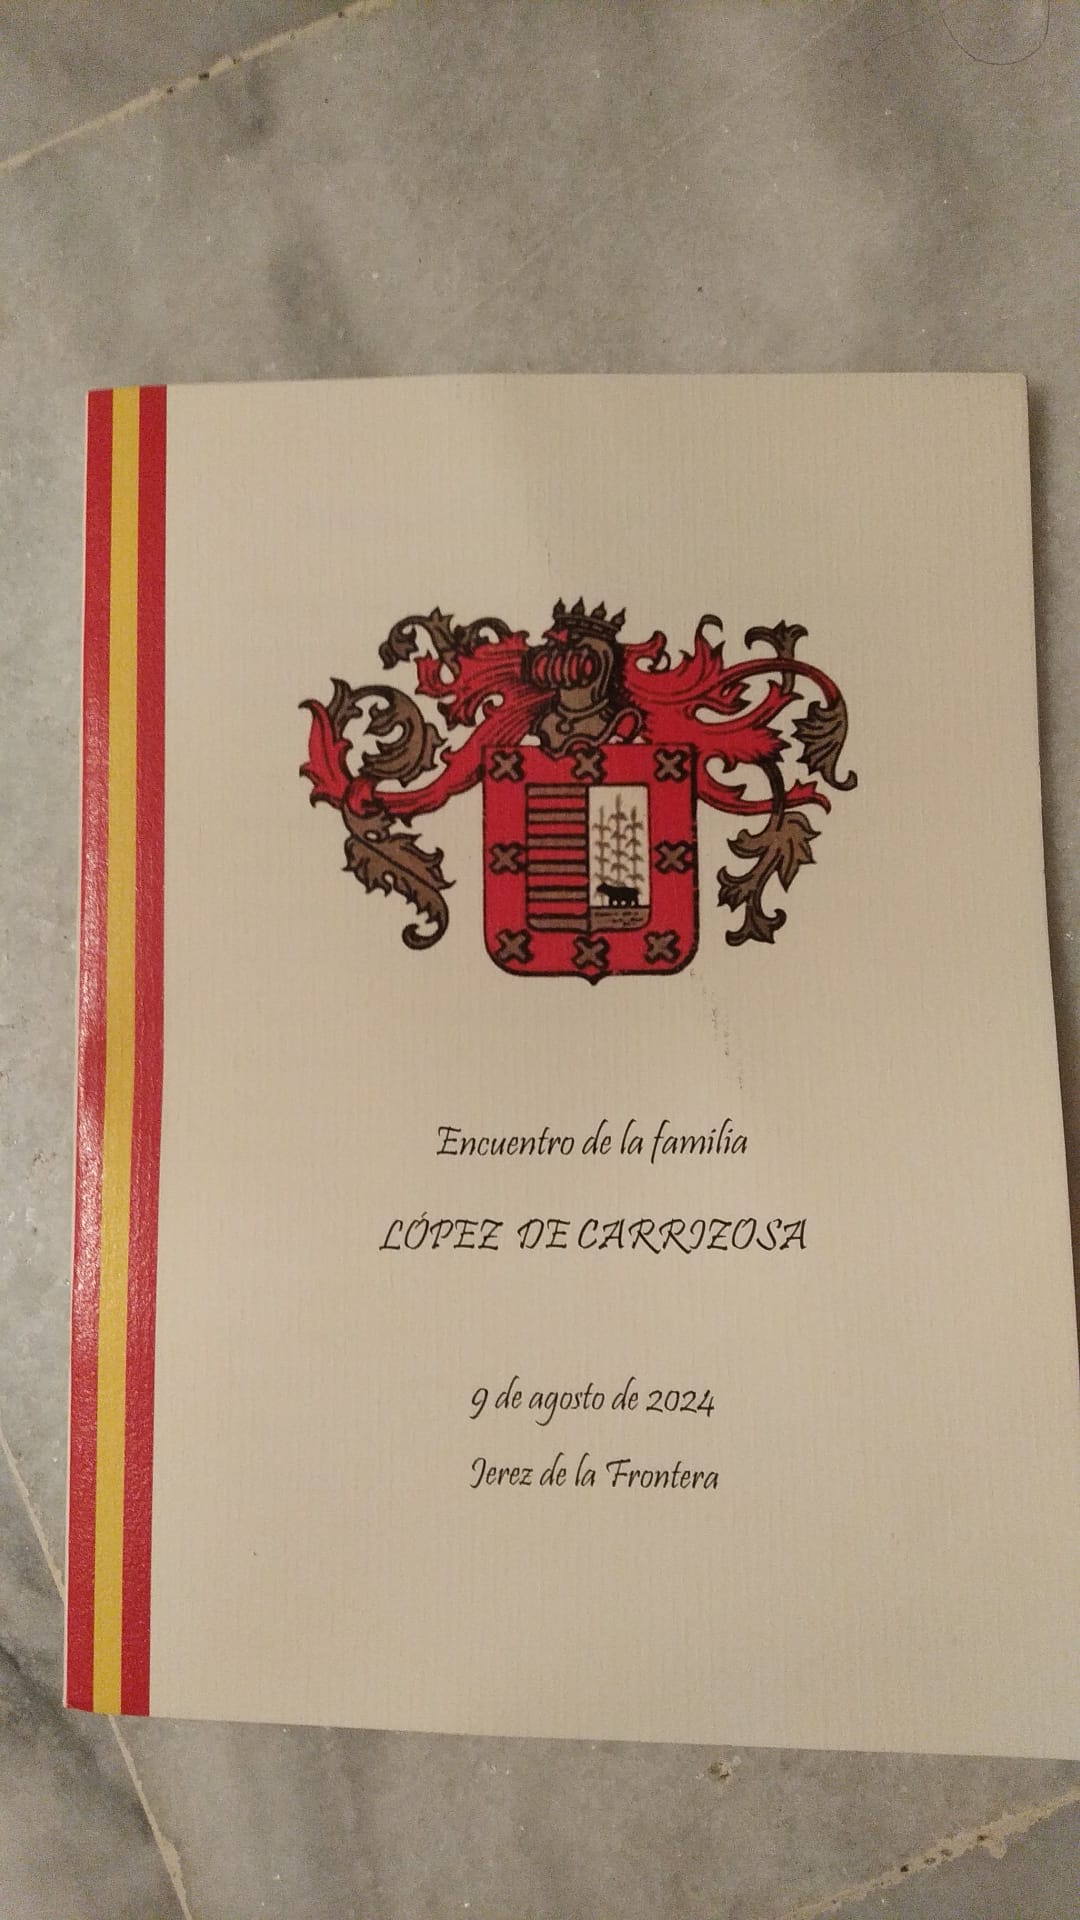 Encuentro de la familia
LÓPEZ DE CARRIZOSA
9 de agosto de 2024
Jerez de la Frontera